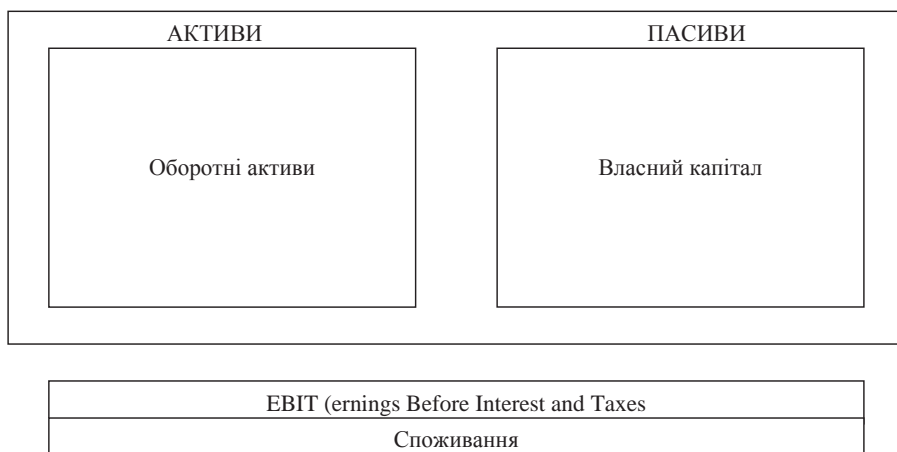 АКТИВИ ПАСИВИ
Оборотні активи Власний капітал
EBIT (ernings Before Interest and Taxes
Споживання